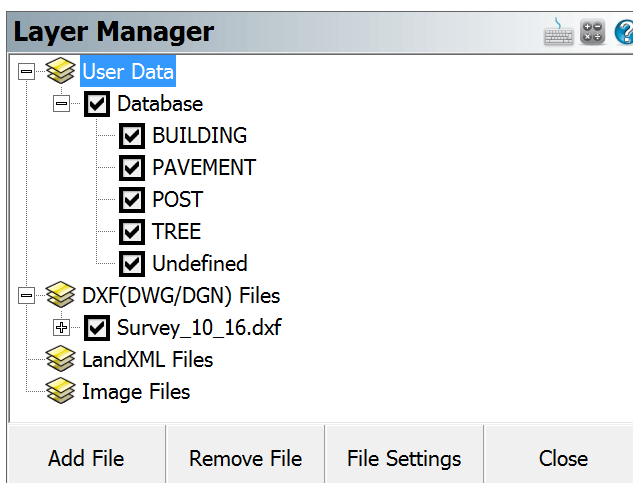 Layer Manager
User Data
Database
BUILDING
PAVEMENT
POST
TREE
Undefined
DXF(DWG/DGN) Files
Survey_10_16.dxf
LandXML Files
Image Files
Add File
Remove File
File Settings
Close